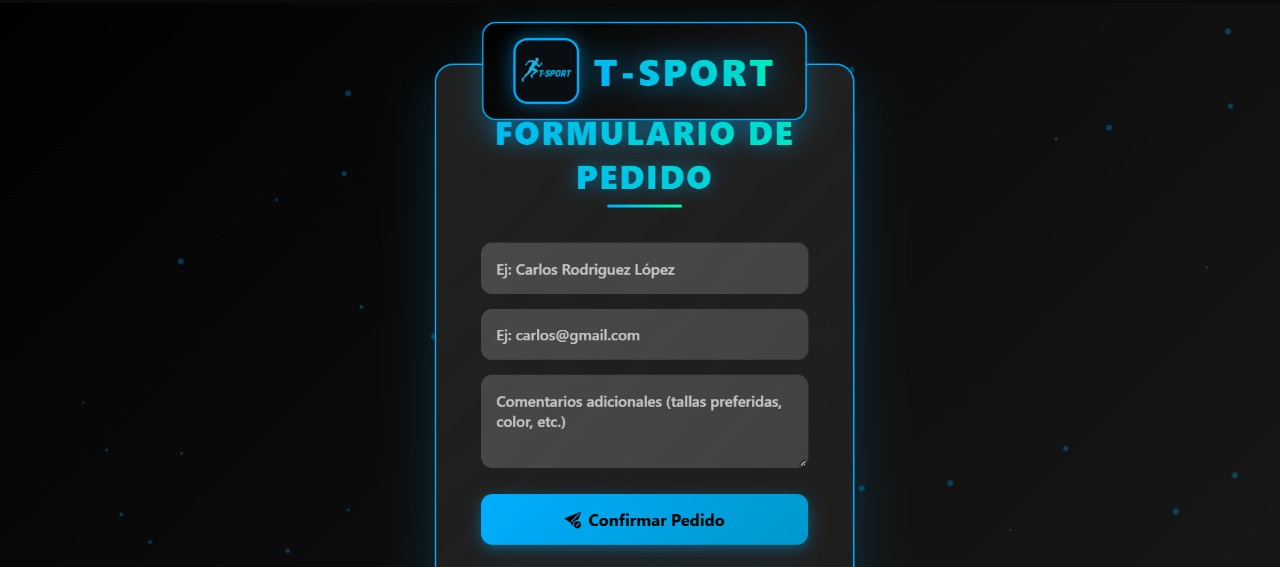 T-SPORT
T-SPORT
FORMULARIO DE
PEDIDO
Ej: Carlos Rodriguez López
Ej: carlos@gmail.com
Comentarios adicionales (tallas preferidas,
color, etc.)
Confirmar Pedido